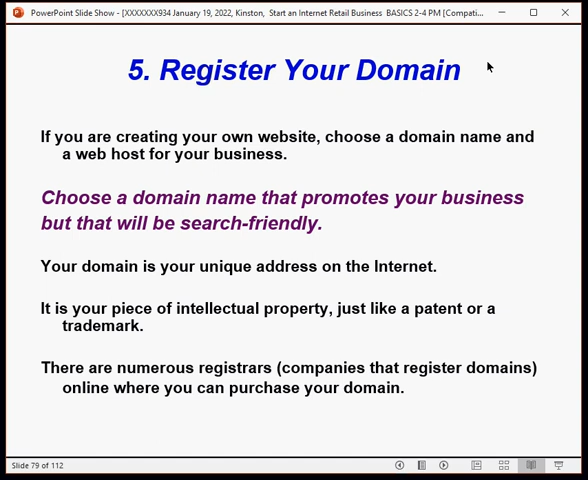 PowerPoint Slide Show - [XXXXXXX934 January 19, 2022, Kinston, Start an Internet Retail Business BASICS 2-4 PM [Compati...
5. Register Your Domain
If you are creating your own website, choose a domain name and
a web host for your business.
Choose a domain name that promotes your business
but that will be search-friendly.
Your domain is your unique address on the Internet.
It is your piece of intellectual property, just like a patent or a
trademark.
There are numerous registrars (companies that register domains)
online where you can purchase your domain.
Slide 79 of 112